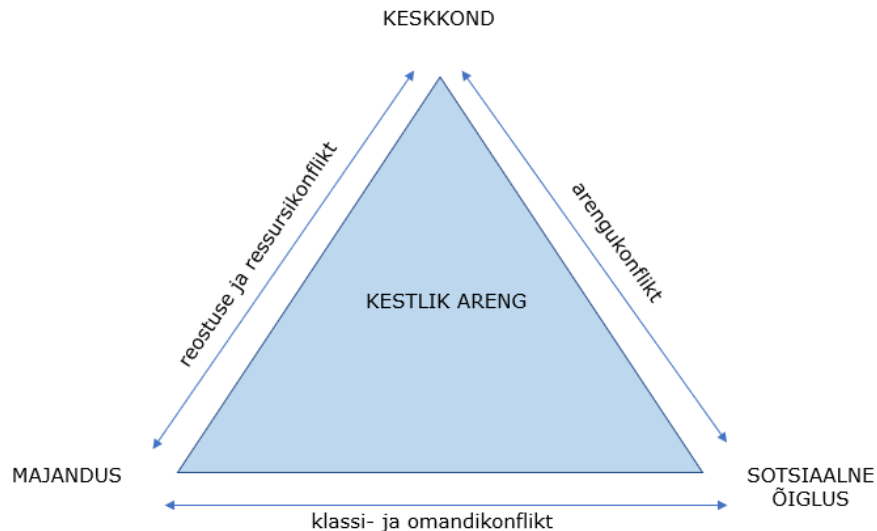 KESKKOND
reostuse ja ressursikonflikt
arengukonflikt
KESTLIK ARENG
MAJANDUS
SOTSIAALNE
ÕIGLUS
klassi- ja omandikonflikt